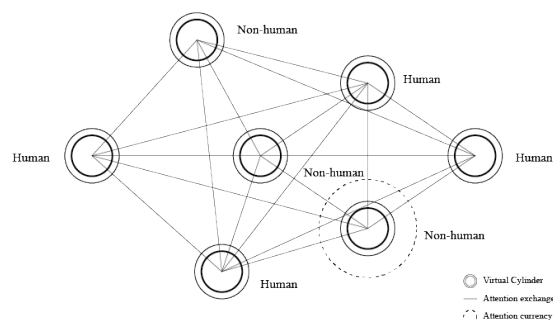 Non-human
Human
Human
Human
Non-human
Non-human
Human
Virtual Cylinder
Attention exchange
Attention currency